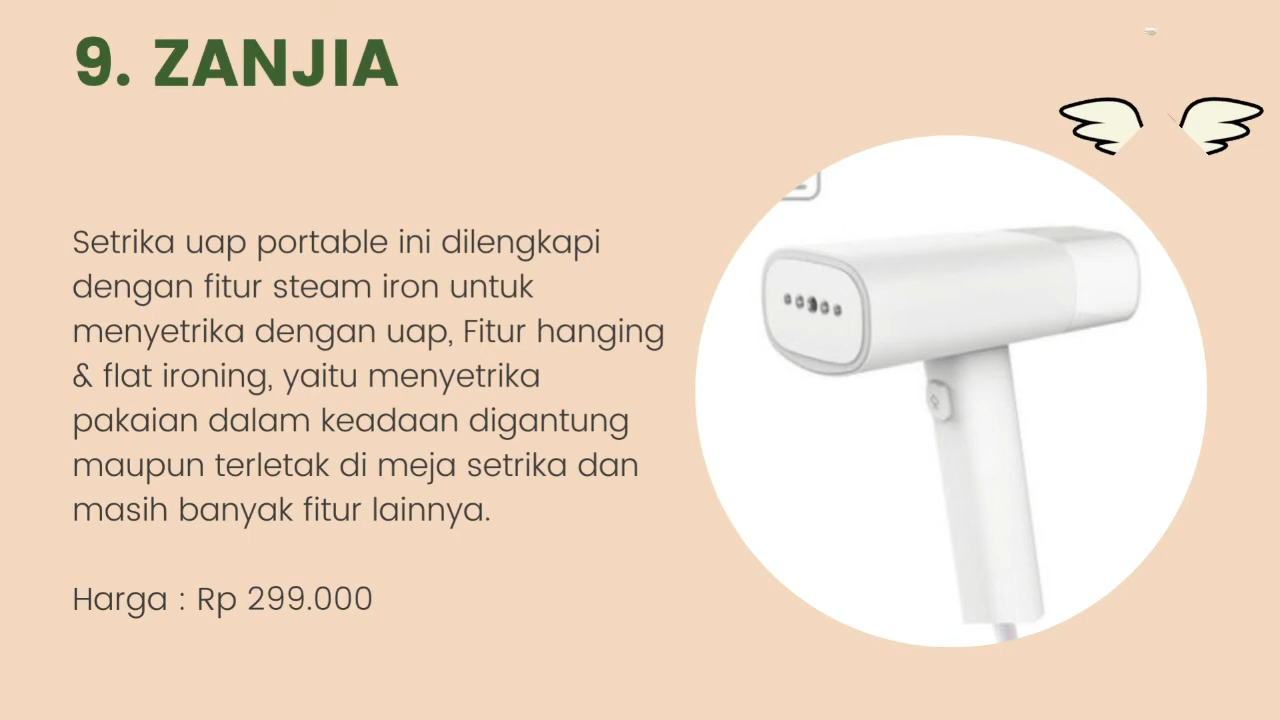 9. ZANJIA
Setrika uap portable ini dilengkapi
dengan fitur steam iron untuk
menyetrika dengan uap, Fitur hanging
& flat ironing, yaitu menyetrika
pakaian dalam keadaan digantung
maupun terletak di meja setrika dan
masih banyak fitur lainnya.
Harga : Rp 299.000